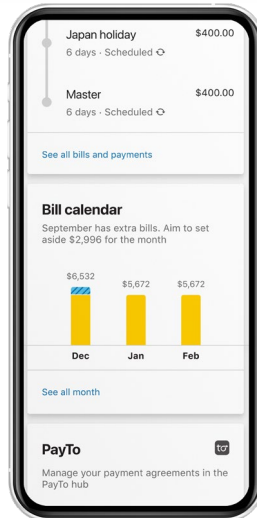 Japan holiday $400.00
6 days · Scheduled
Master $400.00
6 days · Scheduled
See all bills and payments
Bill calendar
September has extra bills. Aim to set
aside $2,996 for the month
$6,532
$5,672
$5,672
Dec Jan Feb
See all month
PayTo
to
Manage your payment agreements in the
PayTo hub